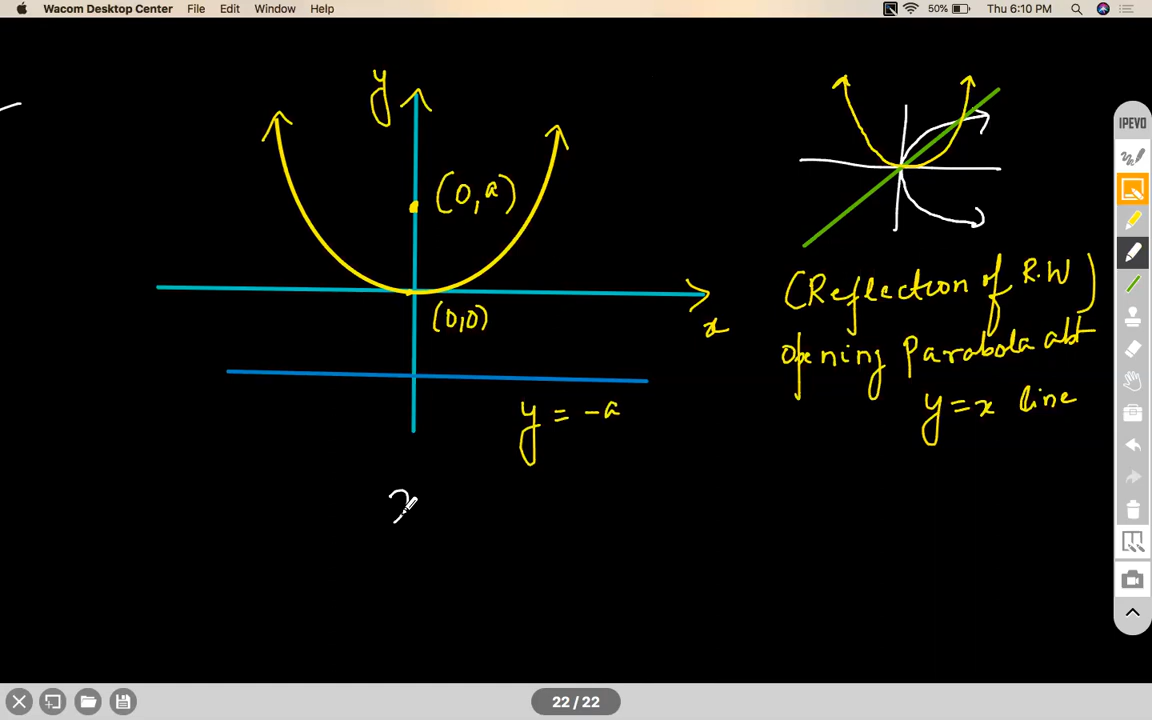 Wacom Desktop Center File Edit Window Help 50% Thu 6:10 PM
IPEVO
y
(0,a)
(0,0)
x
y = -a
(Reflection of R.W)
opening Parabola abt
y = x line
22 / 22